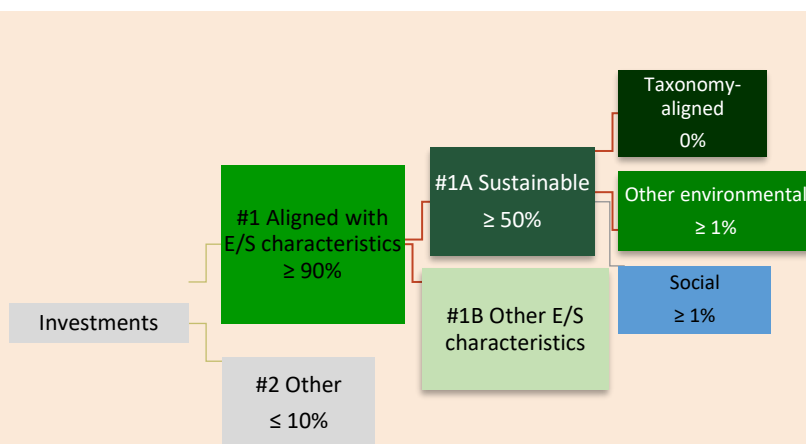 Taxonomy-
aligned
0%
#1A Sustainable
≥ 50%
Other environmental
≥ 1%
#1 Aligned with
E/S characteristics
≥ 90%
Social
≥ 1%
#1B Other E/S
characteristics
Investments
#2 Other
≤ 10%